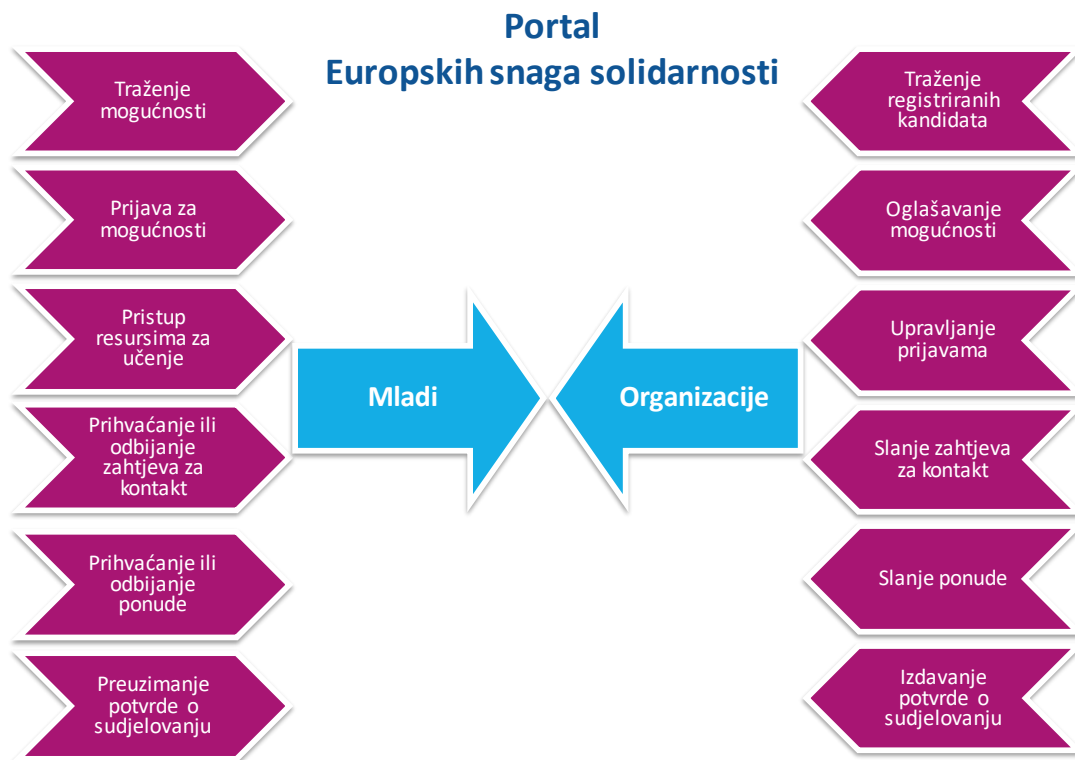 Portal
Europskih snaga solidarnosti
Traženje
mogućnosti
Prijava za
mogućnosti
Pristup
resursima za
učenje
Prihvaćanje ili
odbijanje
zahtjeva za
kontakt
Prihvaćanje ili
odbijanje
ponude
Preuzimanje
potvrde o
sudjelovanju
Mladi
Organizacije
Traženje
registriranih
kandidata
Oglašavanje
mogućnosti
Upravljanje
prijavama
Slanje zahtjeva
za kontakt
Slanje ponude
Izdavanje
potvrde o
sudjelovanju